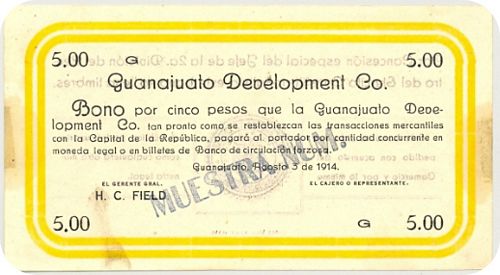 5.00 G 5.00
Guanajuato Development Co.
Bono por cinco pesos que la Guanajuato Deve-
lopment Co. tan pronto como se restablezcan las transacciones mercantiles
con la Capital de la República, pagará al portador por cantidad concurrente en
moneda legal o en billetes de Banco de circulación forzosa.
Guanajuato, Agosto 3 de 1914.
MUESTRA NUM.
EL GERENTE GRAL. EL CAJERO O REPRESENTANTE.
H. C. FIELD
5.00 G 5.00